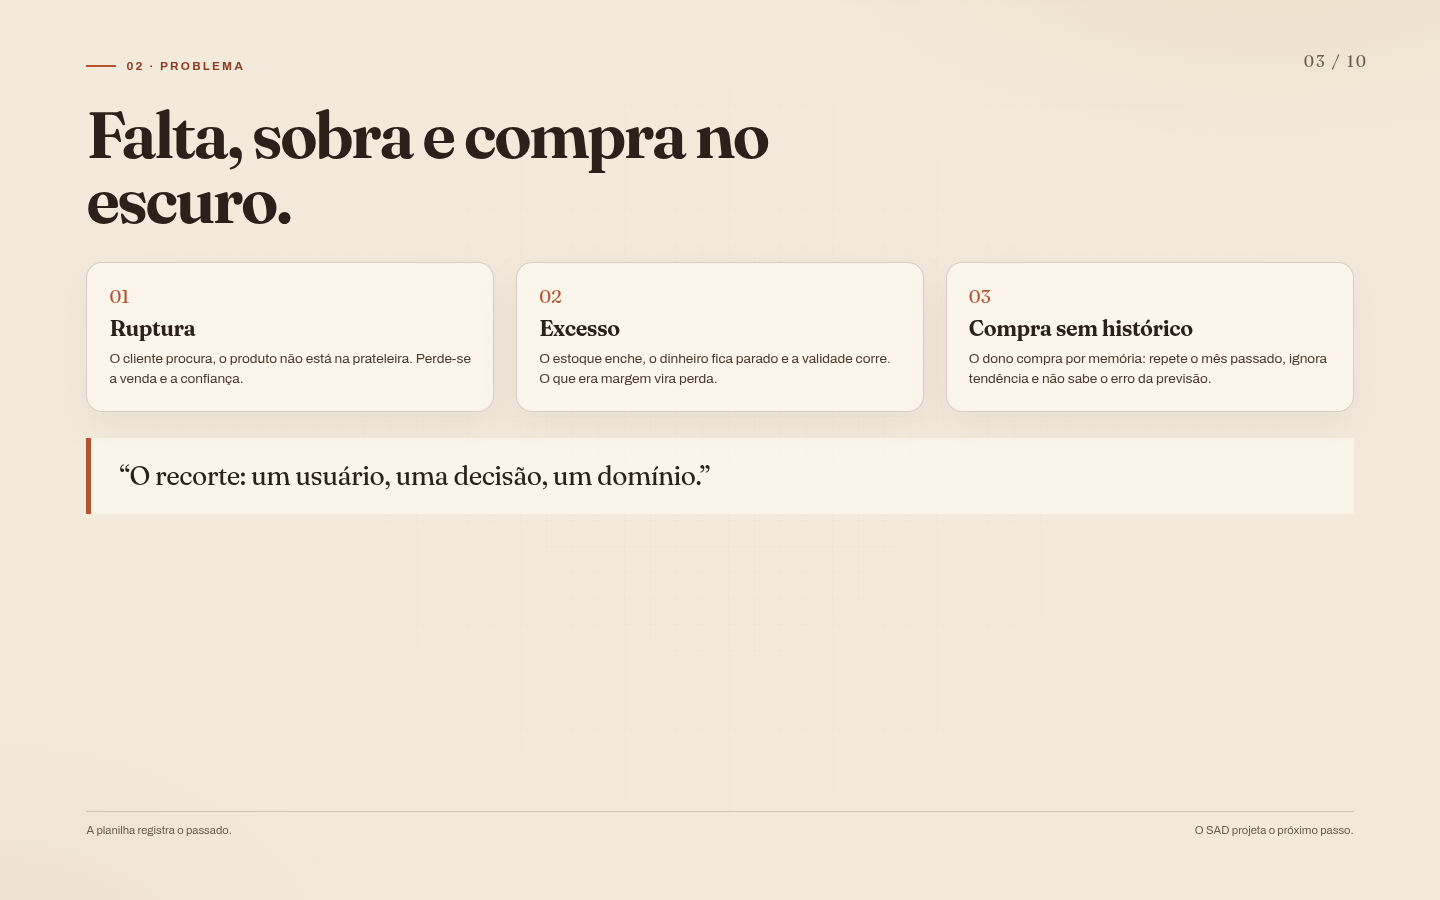 02 · PROBLEMA
03 / 10
Falta, sobra e compra no
escuro.
01
Ruptura
O cliente procura, o produto não está na prateleira. Perde-se
a venda e a confiança.
02
Excesso
O estoque enche, o dinheiro fica parado e a validade corre.
O que era margem vira perda.
03
Compra sem histórico
O dono compra por memória: repete o mês passado, ignora
tendência e não sabe o erro da previsão.
“O recorte: um usuário, uma decisão, um domínio.”
A planilha registra o passado.
O SAD projeta o próximo passo.